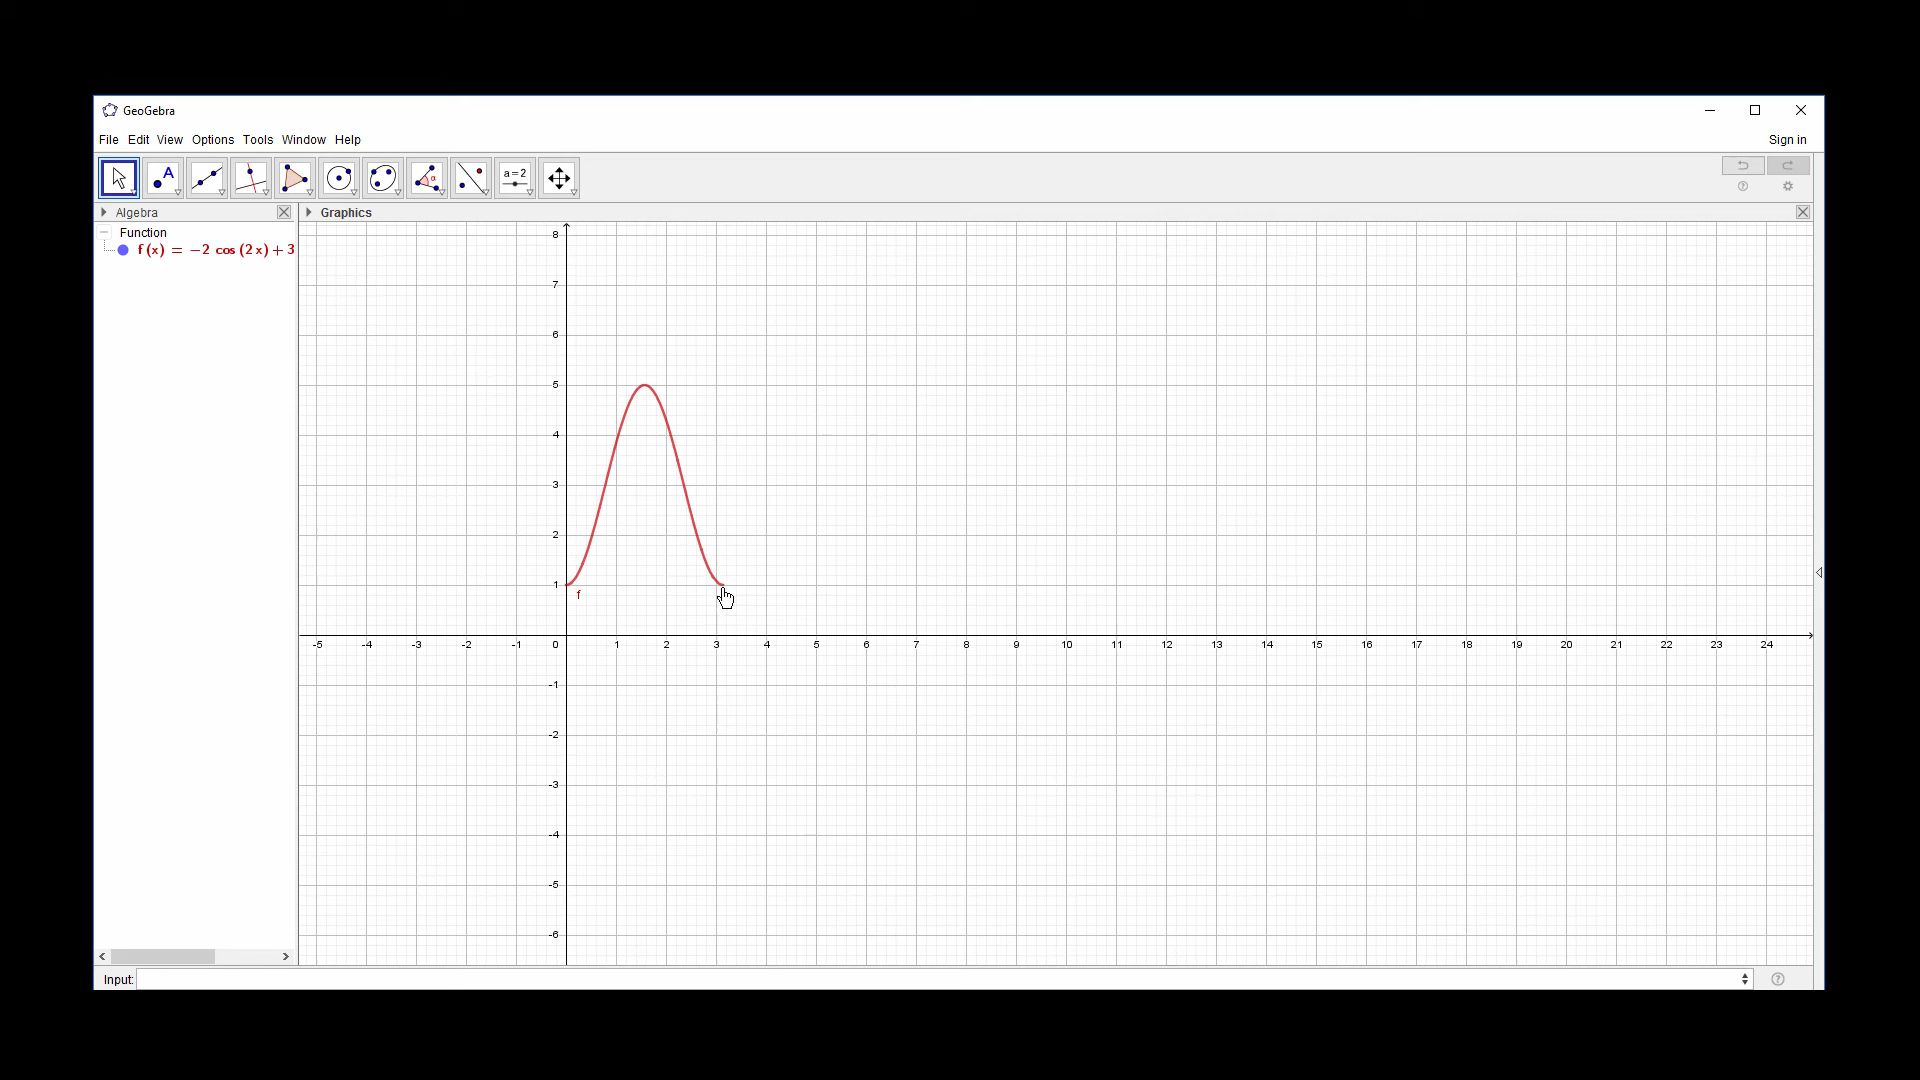 GeoGebra
File Edit View Options Tools Window Help Sign in
A α a=2
Algebra
Graphics
Function
f(x) = −2 cos(2x)+3
8
7
6
5
4
3
2
1
f
-5 -4 -3 -2 -1 0 1 2 3 4 5 6 7 8 9 10 11 12 13 14 15 16 17 18 19 20 21 22 23 24
-1
-2
-3
-4
-5
-6
Input: